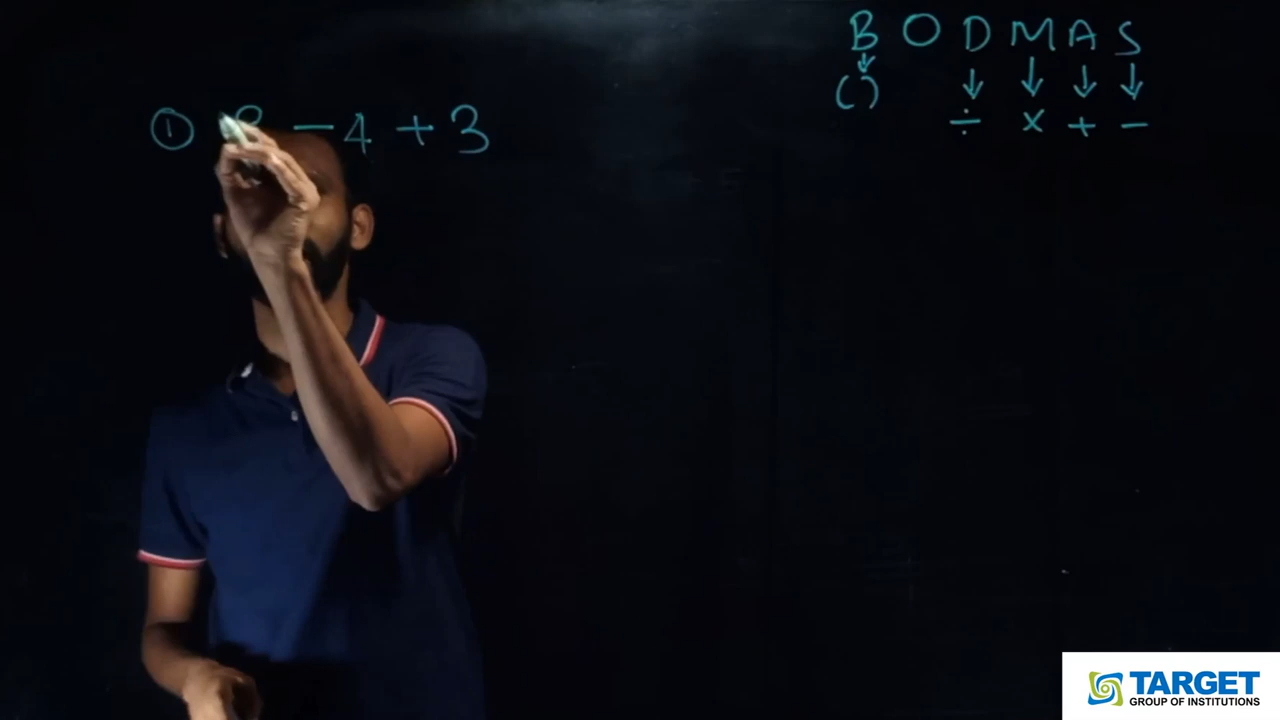 B O D M A S
↓ ↓ ↓ ↓ ↓
( ) ÷ × + −
① − 4 + 3
TARGET
GROUP OF INSTITUTIONS